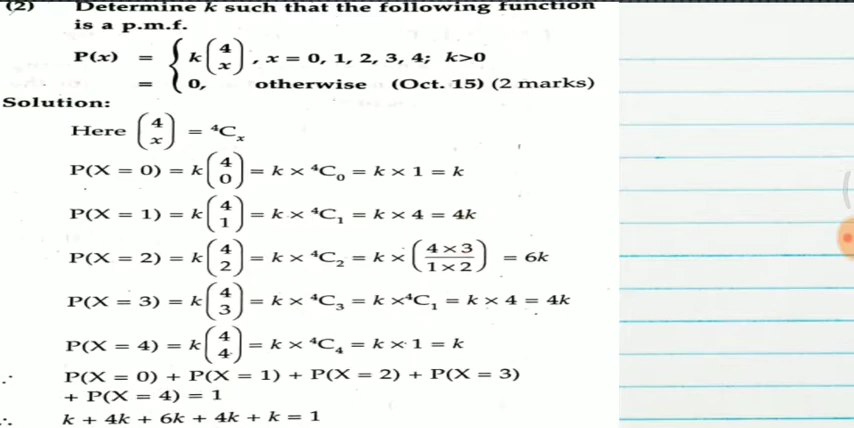 (2) Determine k such that the following function
is a p.m.f.
P(x) = { k(4 x), x = 0, 1, 2, 3, 4; k>0
= 0, otherwise (Oct. 15) (2 marks)
Solution:
Here (4 x) = ⁴Cₓ
P(X = 0) = k(4 0) = k × ⁴C₀ = k × 1 = k
P(X = 1) = k(4 1) = k × ⁴C₁ = k × 4 = 4k
P(X = 2) = k(4 2) = k × ⁴C₂ = k × (4 × 3 / 1 × 2) = 6k
P(X = 3) = k(4 3) = k × ⁴C₃ = k ×⁴C₁ = k × 4 = 4k
P(X = 4) = k(4 4) = k × ⁴C₄ = k × 1 = k
∴ P(X = 0) + P(X = 1) + P(X = 2) + P(X = 3)
+ P(X = 4) = 1
∴ k + 4k + 6k + 4k + k = 1